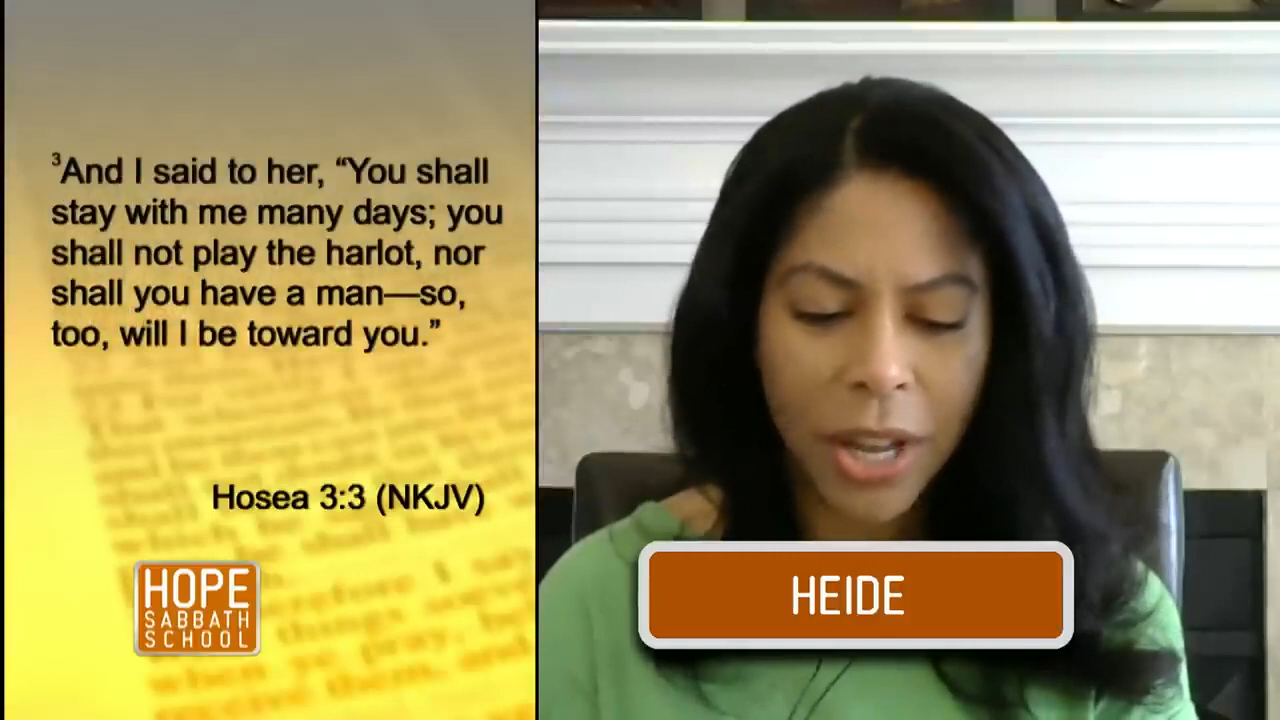 ³And I said to her, “You shall
stay with me many days; you
shall not play the harlot, nor
shall you have a man—so,
too, will I be toward you.”
Hosea 3:3 (NKJV)
HOPE
SABBATH
SCHOOL
HEIDE